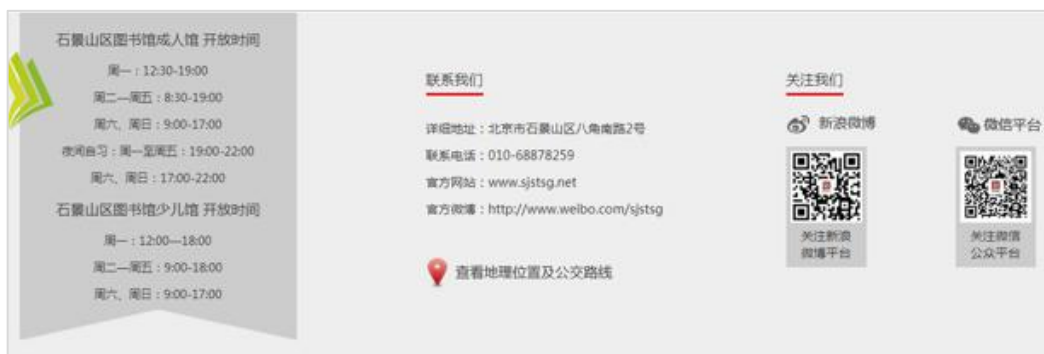 石景山区图书馆成人馆 开放时间
周一：12:30-19:00
周二—周五：8:30-19:00
周六、周日：9:00-17:00
夜间自习：周一至周五：19:00-22:00
周六、周日：17:00-22:00
石景山区图书馆少儿馆 开放时间
周一：12:00—18:00
周二—周五：9:00-18:00
周六、周日：9:00-17:00
联系我们
详细地址：北京市石景山区八角南路2号
联系电话：010-68878259
官方网站：www.sjstsg.net
官方微博：http://www.weibo.com/sjstsg
查看地理位置及公交路线
关注我们
新浪微博
关注新浪
微博平台
微信平台
关注微信
公众平台